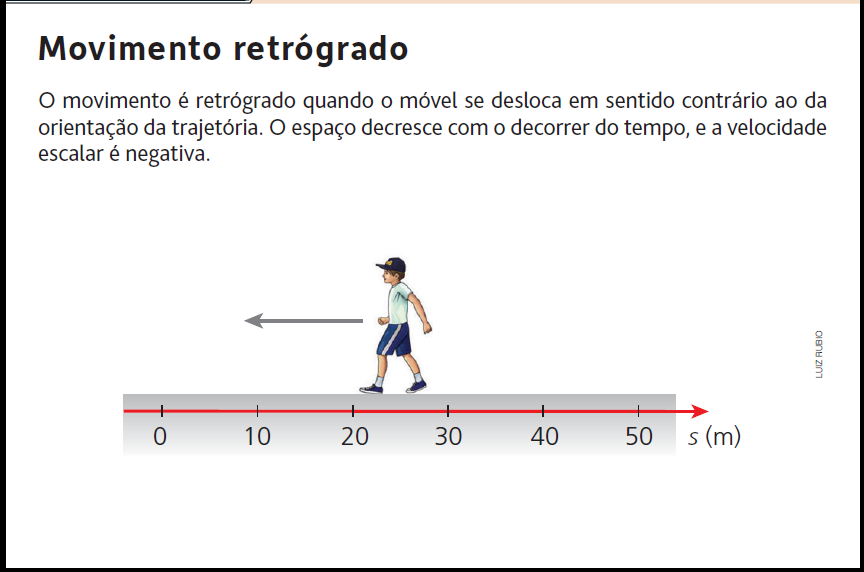 Movimento retrógrado
O movimento é retrógrado quando o móvel se desloca em sentido contrário ao da
orientação da trajetória. O espaço decresce com o decorrer do tempo, e a velocidade
escalar é negativa.
LUIZ RUBIO
0 10 20 30 40 50 s (m)